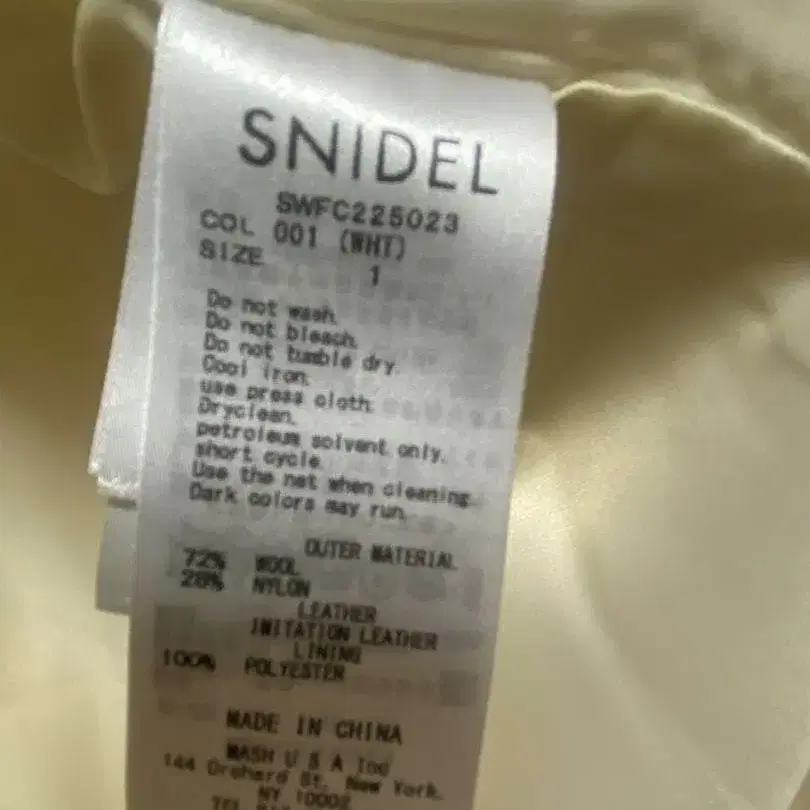 SNIDEL
SWFC225023
COL 001 (WHT)
SIZE 1
Do not wash.
Do not bleach.
Do not tumble dry.
Cool iron.
use press cloth.
Dryclean.
petroleum solvent only.
short cycle.
Use the net when cleaning.
Dark colors may run.
OUTER MATERIAL
72% WOOL
28% NYLON
LEATHER
IMITATION LEATHER
LINING
100% POLYESTER
MADE IN CHINA
MASH U S A Inc
144 Orchard St. New York.
NY 10002
TEL